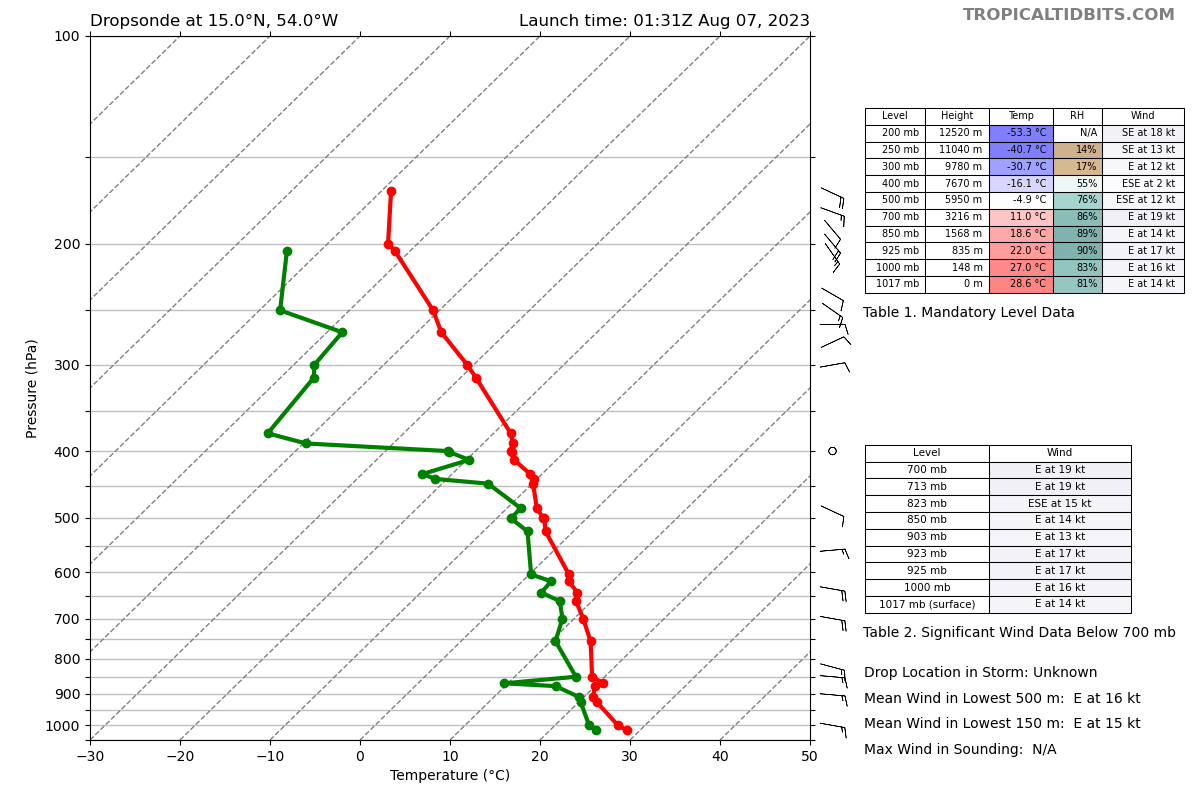 TROPICALTIDBITS.COM
Dropsonde at 15.0°N, 54.0°W
Launch time: 01:31Z Aug 07, 2023
Pressure (hPa)
100
200
300
400
500
600
700
800
900
1000
−30 −20 −10 0 10 20 30 40 50
Temperature (°C)
Level Height Temp RH Wind
200 mb 12520 m -53.3 °C N/A SE at 18 kt
250 mb 11040 m -40.7 °C 14% SE at 13 kt
300 mb 9780 m -30.7 °C 17% E at 12 kt
400 mb 7670 m -16.1 °C 55% ESE at 2 kt
500 mb 5950 m -4.9 °C 76% ESE at 12 kt
700 mb 3216 m 11.0 °C 86% E at 19 kt
850 mb 1568 m 18.6 °C 89% E at 14 kt
925 mb 835 m 22.0 °C 90% E at 17 kt
1000 mb 148 m 27.0 °C 83% E at 16 kt
1017 mb 0 m 28.6 °C 81% E at 14 kt
Table 1. Mandatory Level Data
Level Wind
700 mb E at 19 kt
713 mb E at 19 kt
823 mb ESE at 15 kt
850 mb E at 14 kt
903 mb E at 13 kt
923 mb E at 17 kt
925 mb E at 17 kt
1000 mb E at 16 kt
1017 mb (surface) E at 14 kt
Table 2. Significant Wind Data Below 700 mb
Drop Location in Storm: Unknown
Mean Wind in Lowest 500 m: E at 16 kt
Mean Wind in Lowest 150 m: E at 15 kt
Max Wind in Sounding: N/A